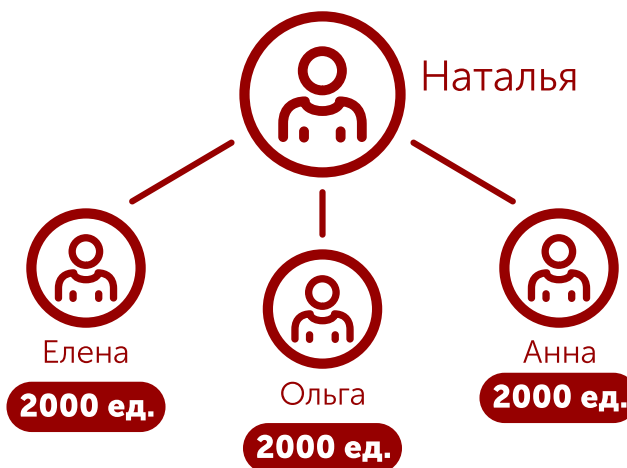 Наталья
Елена
2000 ед.
Ольга
2000 ед.
Анна
2000 ед.